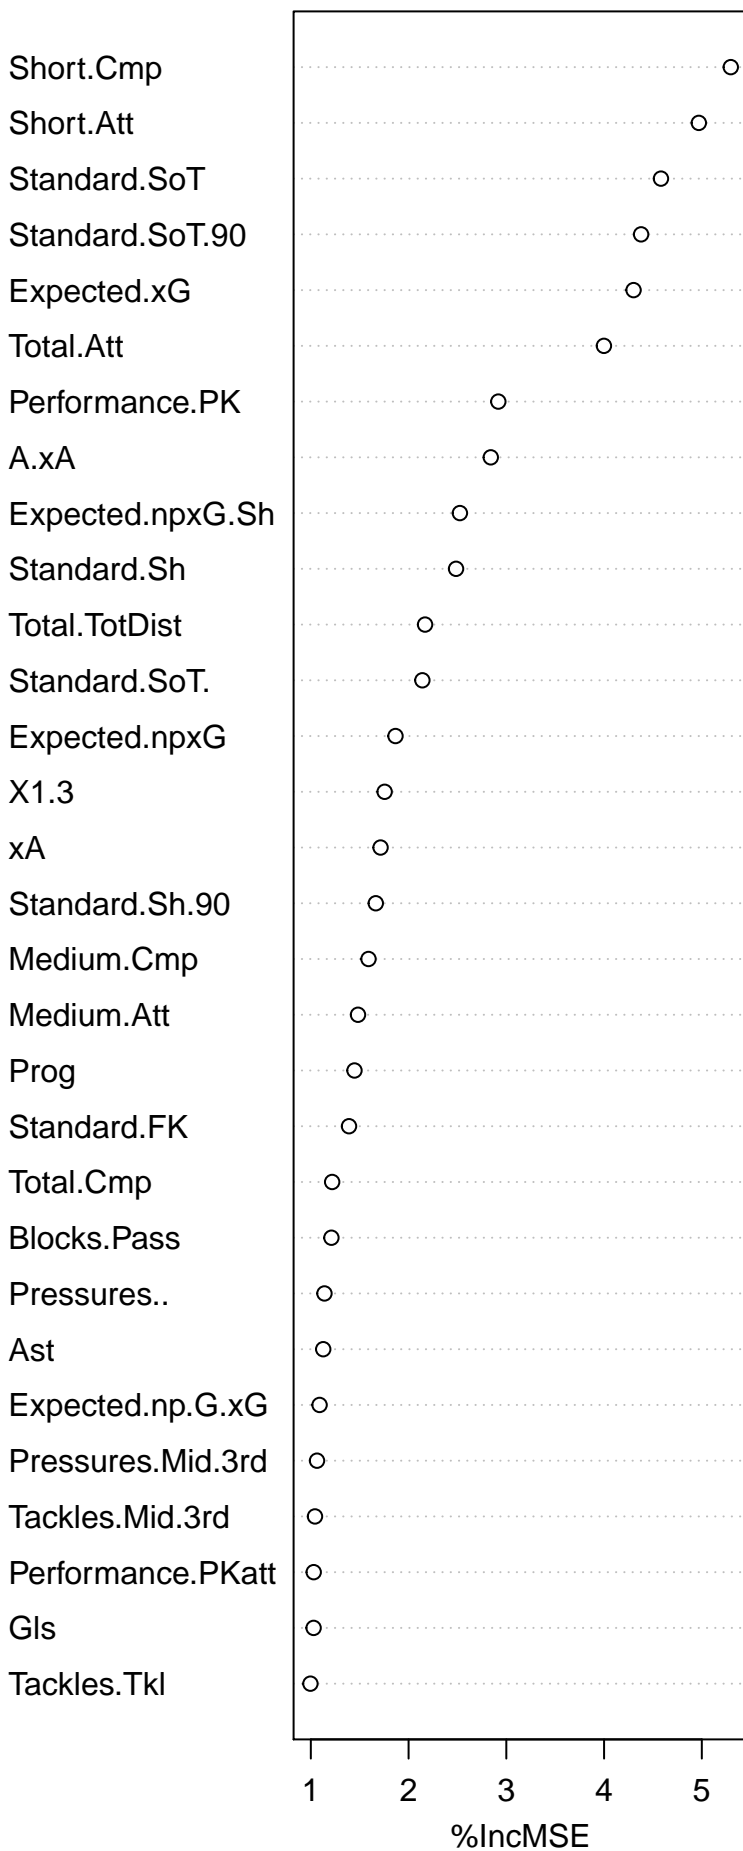 Short.Cmp
Short.Att
Standard.SoT
Standard.SoT.90
Expected.xG
Total.Att
Performance.PK
A.xA
Expected.npxG.Sh
Standard.Sh
Total.TotDist
Standard.SoT.
Expected.npxG
X1.3
xA
Standard.Sh.90
Medium.Cmp
Medium.Att
Prog
Standard.FK
Total.Cmp
Blocks.Pass
Pressures..
Ast
Expected.np.G.xG
Pressures.Mid.3rd
Tackles.Mid.3rd
Performance.PKatt
Gls
Tackles.Tkl
1 2 3 4 5
%IncMSE